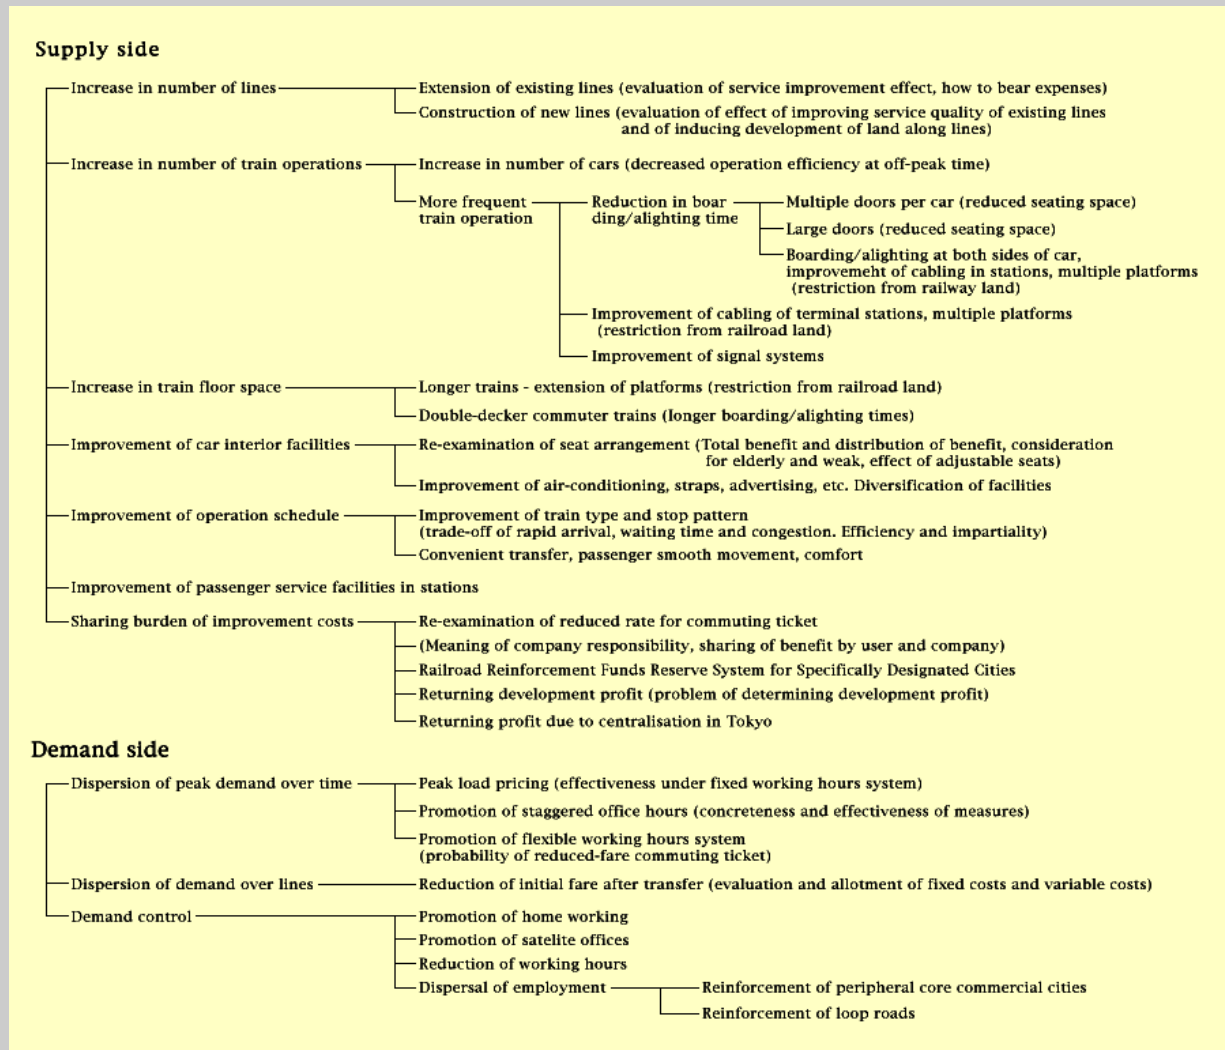 Supply side
Increase in number of lines
Extension of existing lines (evaluation of service improvement effect, how to bear expenses)
Construction of new lines (evaluation of effect of improving service quality of existing lines
and of inducing development of land along lines)
Increase in number of train operations
Increase in number of cars (decreased operation efficiency at off-peak time)
More frequent
train operation
Reduction in boar
ding/alighting time
Multiple doors per car (reduced seating space)
Large doors (reduced seating space)
Boarding/alighting at both sides of car,
improvemeht of cabling in stations, multiple platforms
(restriction from railway land)
Improvement of cabling of terminal stations, multiple platforms
(restriction from railroad land)
Improvement of signal systems
Increase in train floor space
Longer trains - extension of platforms (restriction from railroad land)
Double-decker commuter trains (longer boarding/alighting times)
Improvement of car interior facilities
Re-examination of seat arrangement (Total benefit and distribution of benefit, consideration
for elderly and weak, effect of adjustable seats)
Improvement of air-conditioning, straps, advertising, etc. Diversification of facilities
Improvement of operation schedule
Improvement of train type and stop pattern
(trade-off of rapid arrival, waiting time and congestion. Efficiency and impartiality)
Convenient transfer, passenger smooth movement, comfort
Improvement of passenger service facilities in stations
Sharing burden of improvement costs
Re-examination of reduced rate for commuting ticket
(Meaning of company responsibility, sharing of benefit by user and company)
Railroad Reinforcement Funds Reserve System for Specifically Designated Cities
Returning development profit (problem of determining development profit)
Returning profit due to centralisation in Tokyo
Demand side
Dispersion of peak demand over time
Peak load pricing (effectiveness under fixed working hours system)
Promotion of staggered office hours (concreteness and effectiveness of measures)
Promotion of flexible working hours system
(probability of reduced-fare commuting ticket)
Dispersion of demand over lines
Reduction of initial fare after transfer (evaluation and allotment of fixed costs and variable costs)
Demand control
Promotion of home working
Promotion of satelite offices
Reduction of working hours
Dispersal of employment
Reinforcement of peripheral core commercial cities
Reinforcement of loop roads